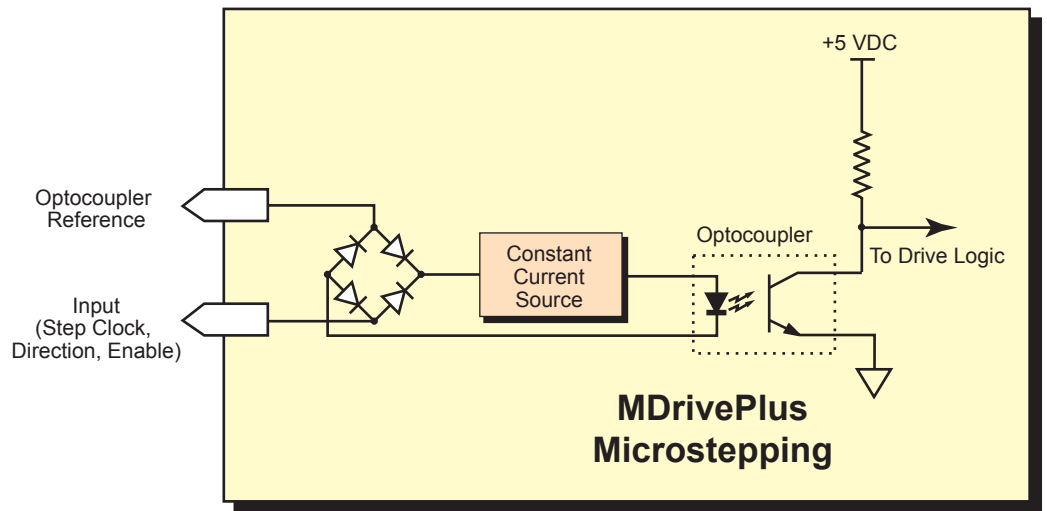 +5 VDC
Optocoupler
Reference
Optocoupler
To Drive Logic
Constant
Current
Source
Input
(Step Clock,
Direction, Enable)
MDrivePlus
Microstepping